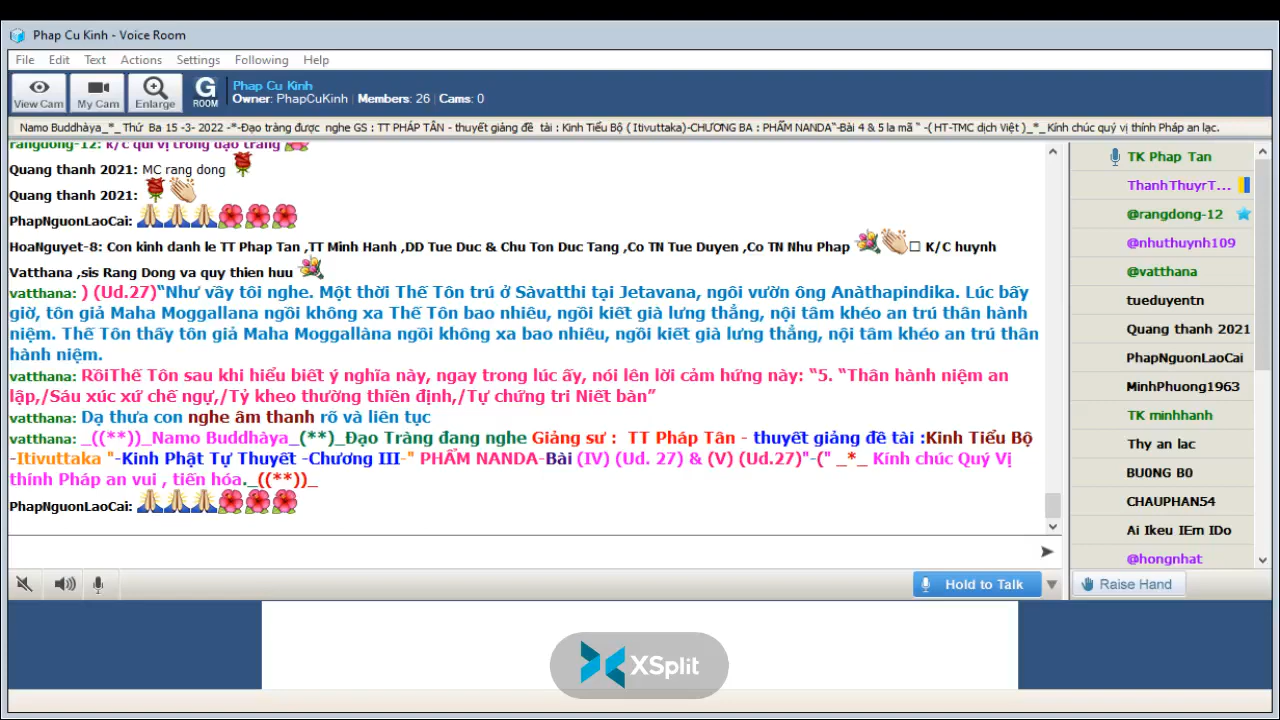 Phap Cu Kinh - Voice Room
File Edit Text Actions Settings Following Help
View Cam My Cam Enlarge G ROOM
Phap Cu Kinh
Owner: PhapCuKinh | Members: 26 | Cams: 0
Namo Buddhàya_*_ Thứ Ba 15 -3- 2022 -*-Đạo tràng được nghe GS : TT PHÁP TÂN - thuyết giảng đề tài : Kinh Tiểu Bộ ( Itivuttaka)-CHƯƠNG BA : PHẨM NANDA“-Bài 4 & 5 la mã “ -( HT-TMC dịch Việt )_*_ Kính chúc quý vị thính Pháp an lạc.
rangdong-12: k/c qui vị trong đạo tràng
Quang thanh 2021: MC rang dong
Quang thanh 2021:
PhapNguonLaoCai:
HoaNguyet-8: Con kinh danh le TT Phap Tan ,TT Minh Hanh ,DD Tue Duc & Chu Ton Duc Tang ,Co TN Tue Duyen ,Co TN Nhu Phap K/C huynh
Vatthana ,sis Rang Dong va quy thien huu
vatthana: ) (Ud.27)“Như vầy tôi nghe. Một thời Thế Tôn trú ở Sàvatthi tại Jetavana, ngôi vườn ông Anàthapindika. Lúc bấy
giờ, tôn giả Maha Moggallana ngồi không xa Thế Tôn bao nhiêu, ngồi kiết già lưng thẳng, nội tâm khéo an trú thân hành
niệm. Thế Tôn thấy tôn giả Maha Moggallàna ngồi không xa bao nhiêu, ngồi kiết già lưng thẳng, nội tâm khéo an trú thân
hành niệm.
vatthana: RồiThế Tôn sau khi hiểu biết ý nghĩa này, ngay trong lúc ấy, nói lên lời cảm hứng này: “5. “Thân hành niệm an
lập,/Sáu xúc xứ chế ngự,/Tỷ kheo thường thiền định,/Tự chứng tri Niết bàn”
vatthana: Dạ thưa con nghe âm thanh rõ và liên tục
vatthana: _((**))_Namo Buddhàya_(**)_Đạo Tràng đang nghe Giảng sư : TT Pháp Tân - thuyết giảng đề tài :Kinh Tiểu Bộ
-Itivuttaka "-Kinh Phật Tự Thuyết -Chương III-" PHẨM NANDA-Bài (IV) (Ud. 27) & (V) (Ud.27)"-(" _*_ Kính chúc Quý Vị
thính Pháp an vui , tiến hóa._((**))_
PhapNguonLaoCai:
TK Phap Tan
ThanhThuyrT...
@rangdong-12
@nhuthuynh109
@vatthana
tueduyentn
Quang thanh 2021
PhapNguonLaoCai
MinhPhuong1963
TK minhhanh
Thy an lac
BU0NG B0
CHAUPHAN54
Ai Ikeu IEm IDo
@hongnhat
Hold to Talk
Raise Hand
XSplit